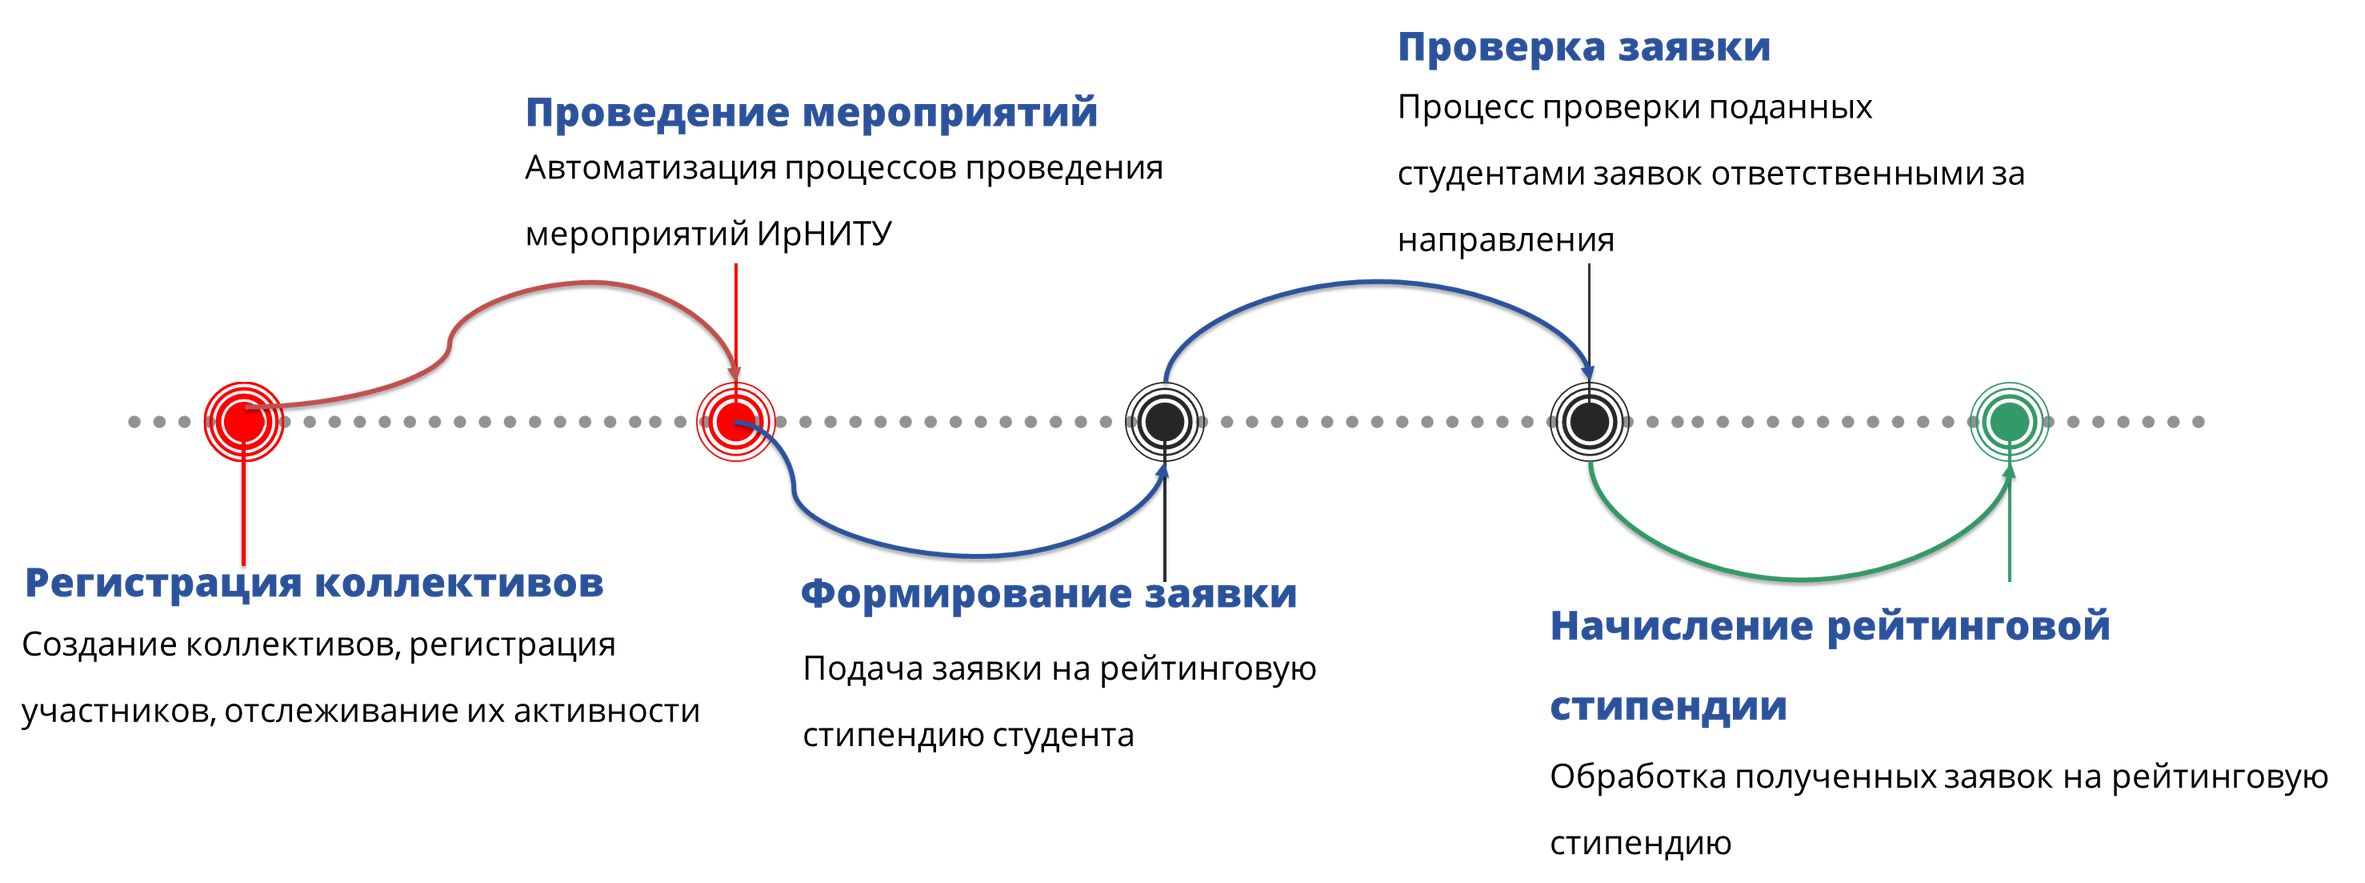 Регистрация коллективов
Создание коллективов, регистрация
участников, отслеживание их активности
Проведение мероприятий
Автоматизация процессов проведения
мероприятий ИрНИТУ
Формирование заявки
Подача заявки на рейтинговую
стипендию студента
Проверка заявки
Процесс проверки поданных
студентами заявок ответственными за
направления
Начисление рейтинговой
стипендии
Обработка полученных заявок на рейтинговую
стипендию